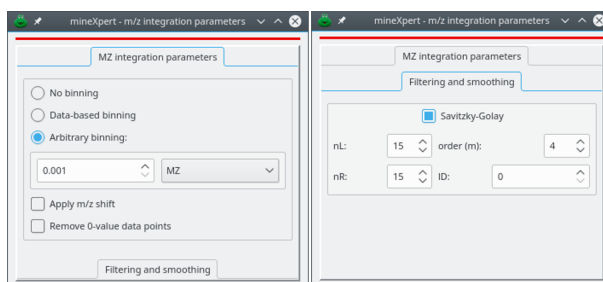 mineXpert - m/z integration parameters
MZ integration parameters
No binning
Data-based binning
Arbitrary binning:
0.001 MZ
Apply m/z shift
Remove 0-value data points
Filtering and smoothing
mineXpert - m/z integration parameters
MZ integration parameters
Filtering and smoothing
Savitzky-Golay
nL: 15 order (m): 4
nR: 15 ID: 0